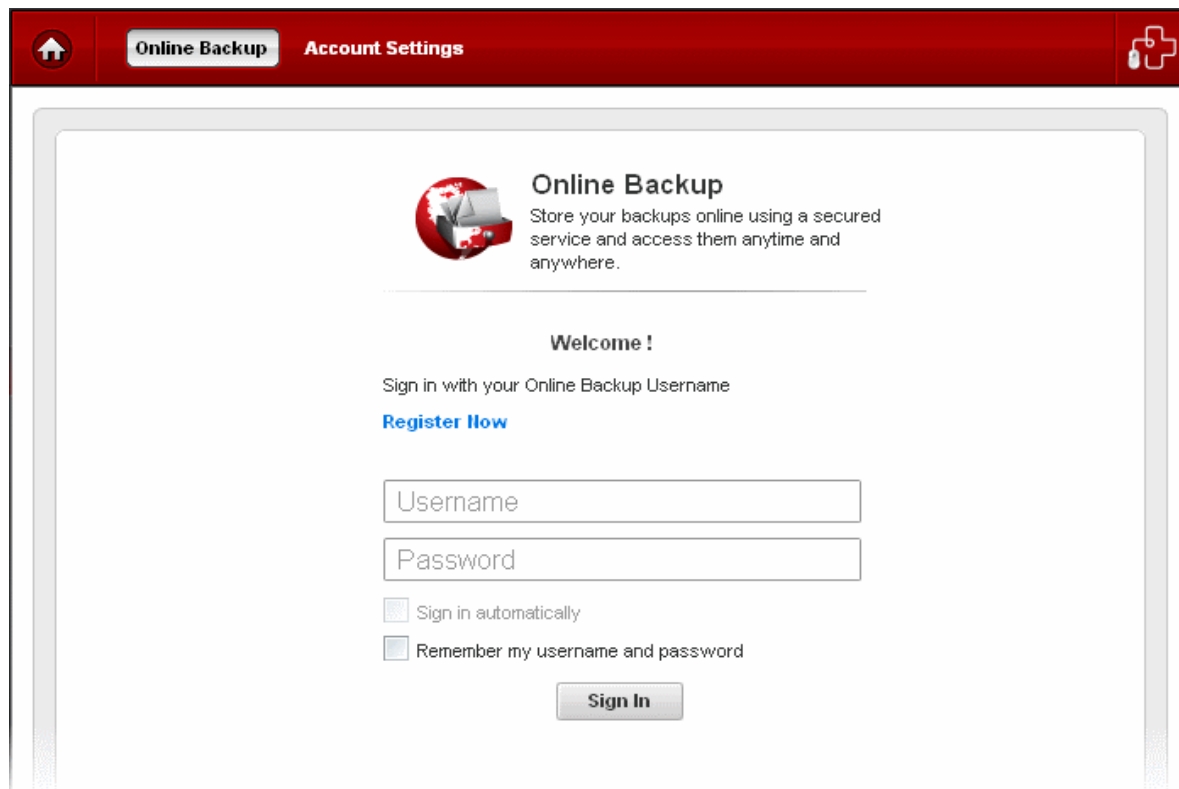 Online Backup Account Settings
Online Backup
Store your backups online using a secured
service and access them anytime and
anywhere.
Welcome !
Sign in with your Online Backup Username
Register Now
Username
Password
Sign in automatically
Remember my username and password
Sign In